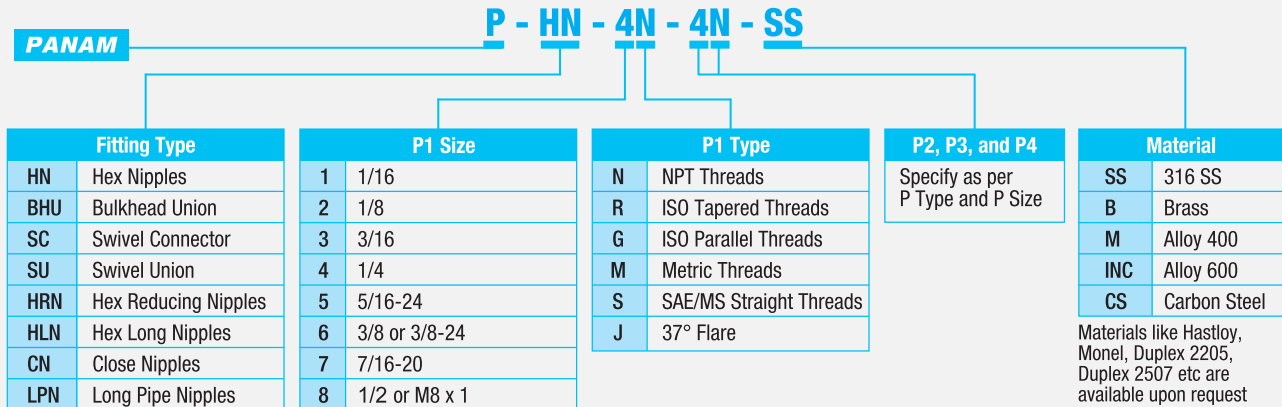 P - HN - 4N - 4N - SS
PANAM
Fitting Type
HN Hex Nipples
BHU Bulkhead Union
SC Swivel Connector
SU Swivel Union
HRN Hex Reducing Nipples
HLN Hex Long Nipples
CN Close Nipples
LPN Long Pipe Nipples
P1 Size
1 1/16
2 1/8
3 3/16
4 1/4
5 5/16-24
6 3/8 or 3/8-24
7 7/16-20
8 1/2 or M8 x 1
P1 Type
N NPT Threads
R ISO Tapered Threads
G ISO Parallel Threads
M Metric Threads
S SAE/MS Straight Threads
J 37° Flare
P2, P3, and P4
Specify as per
P Type and P Size
Material
SS 316 SS
B Brass
M Alloy 400
INC Alloy 600
CS Carbon Steel
Materials like Hastloy,
Monel, Duplex 2205,
Duplex 2507 etc are
available upon request